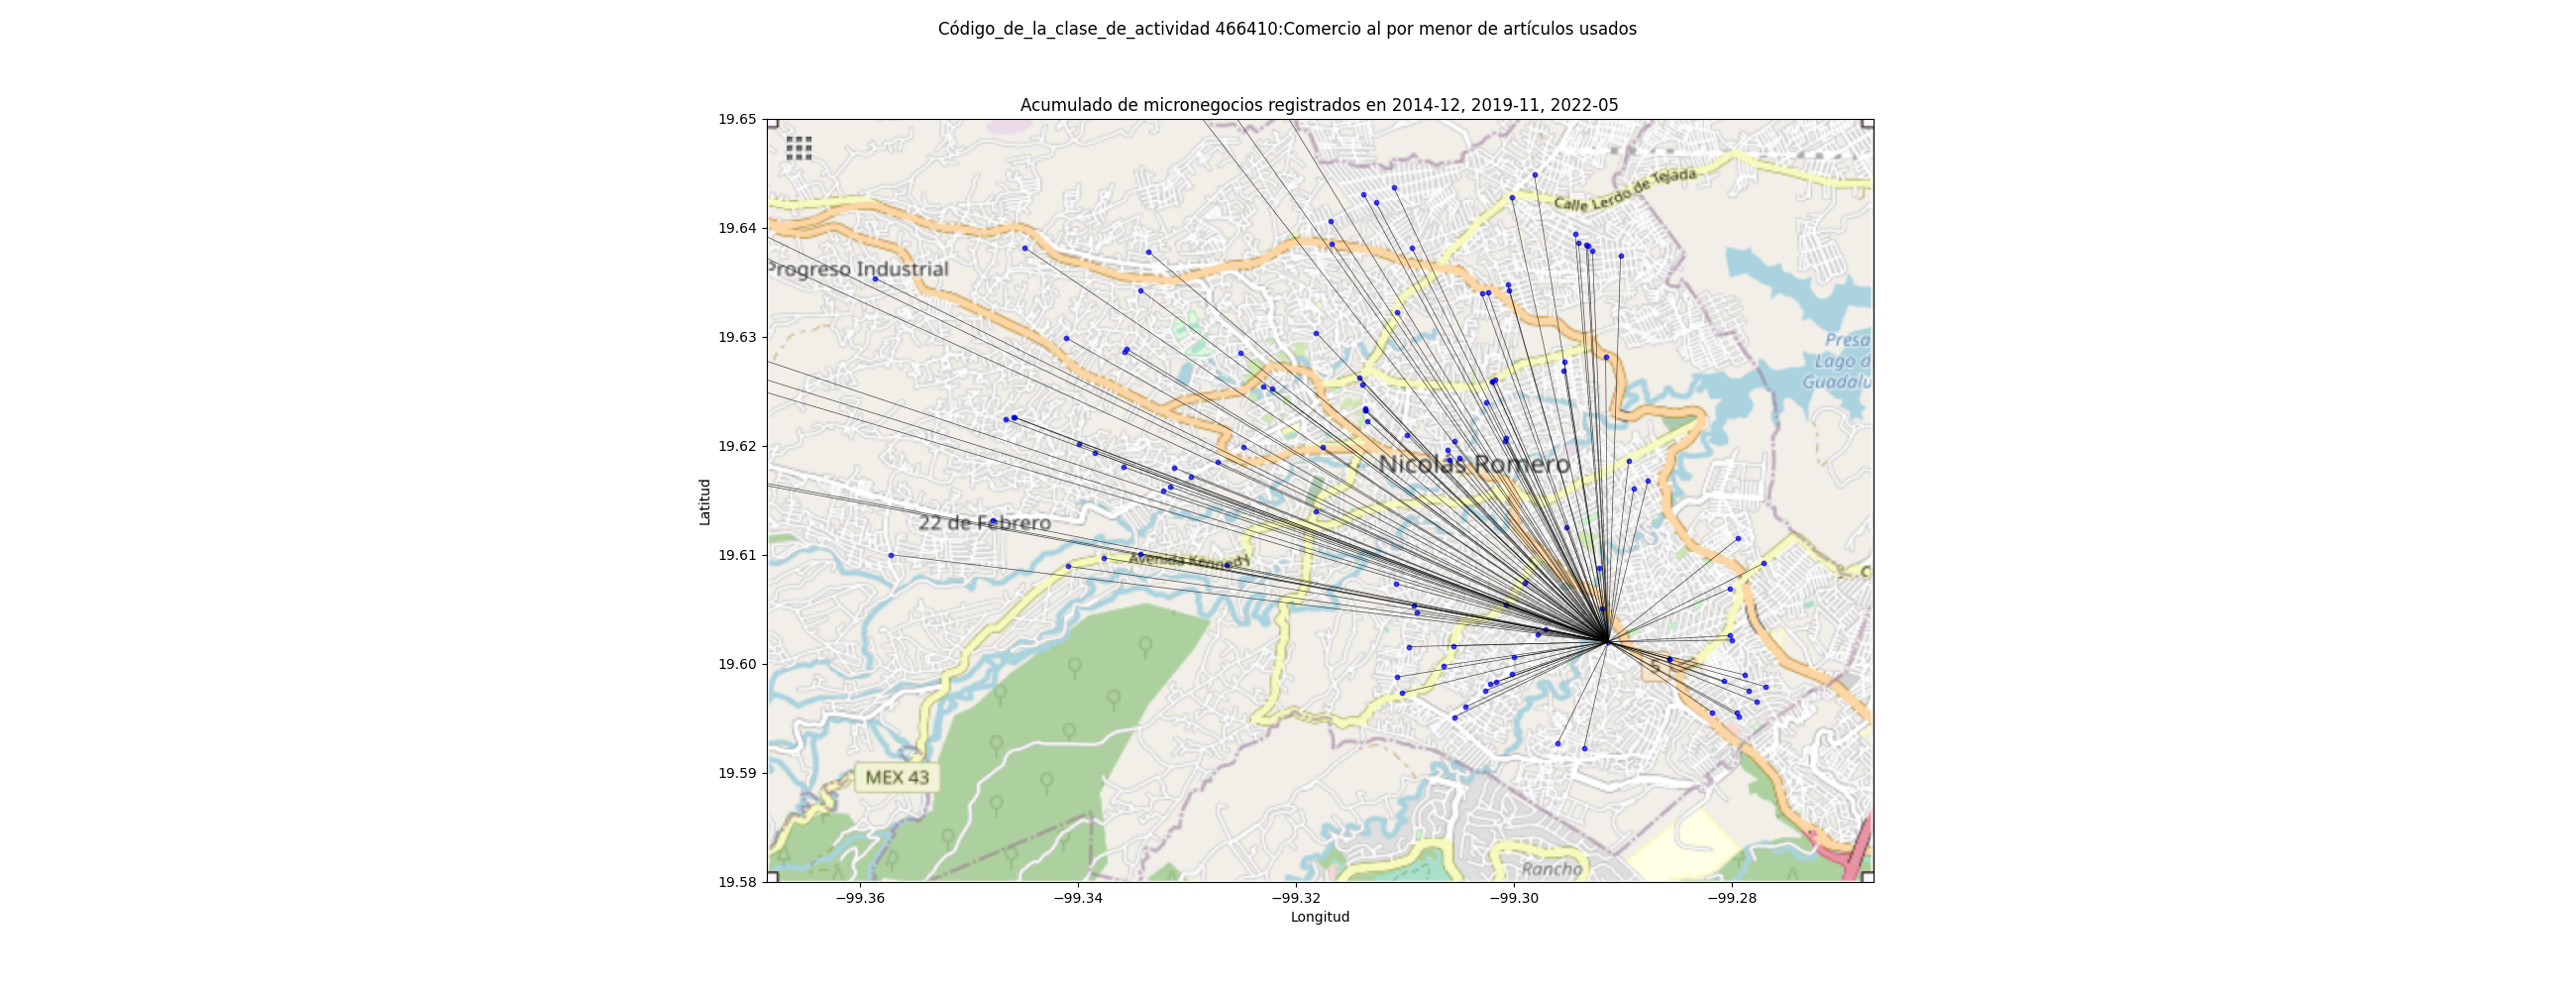 Código_de_la_clase_de_actividad 466410:Comercio al por menor de artículos usados
Acumulado de micronegocios registrados en 2014-12, 2019-11, 2022-05
19.65
Calle Lerdo de Tejada
19.64
Progreso Industrial
19.63
Presa
Lago d
Guadalu
19.62
Nicolás Romero
Latitud
22 de Febrero
19.61
Avenida Kennedy
C
19.60
5
19.59
MEX 43
Rancho
19.58
−99.36
−99.34
−99.32
−99.30
−99.28
Longitud